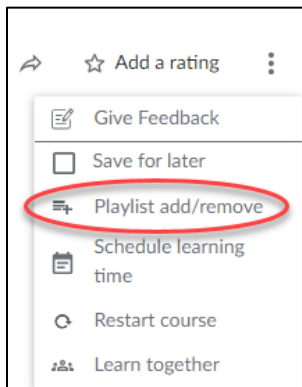 Add a rating
Give Feedback
Save for later
Playlist add/remove
Schedule learning
time
Restart course
Learn together